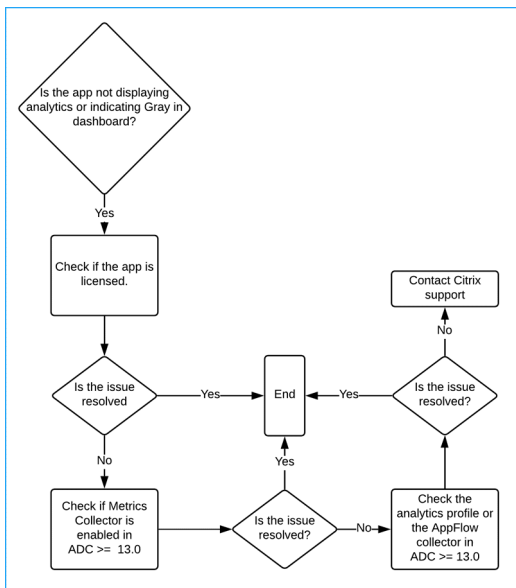 Is the app not displaying
analytics or indicating Gray in
dashboard?
Yes
Check if the app is
licensed.
Is the issue
resolved
Yes
End
No
Check if Metrics
Collector is
enabled in
ADC >= 13.0
Is the issue
resolved?
Yes
No
Check the
analytics profile or
the AppFlow
collector in
ADC >= 13.0
Is the issue
resolved?
Yes
No
Contact Citrix
support